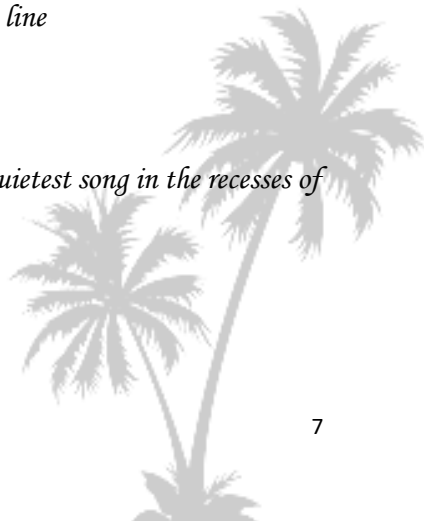 line
uietest song in the recesses of
7